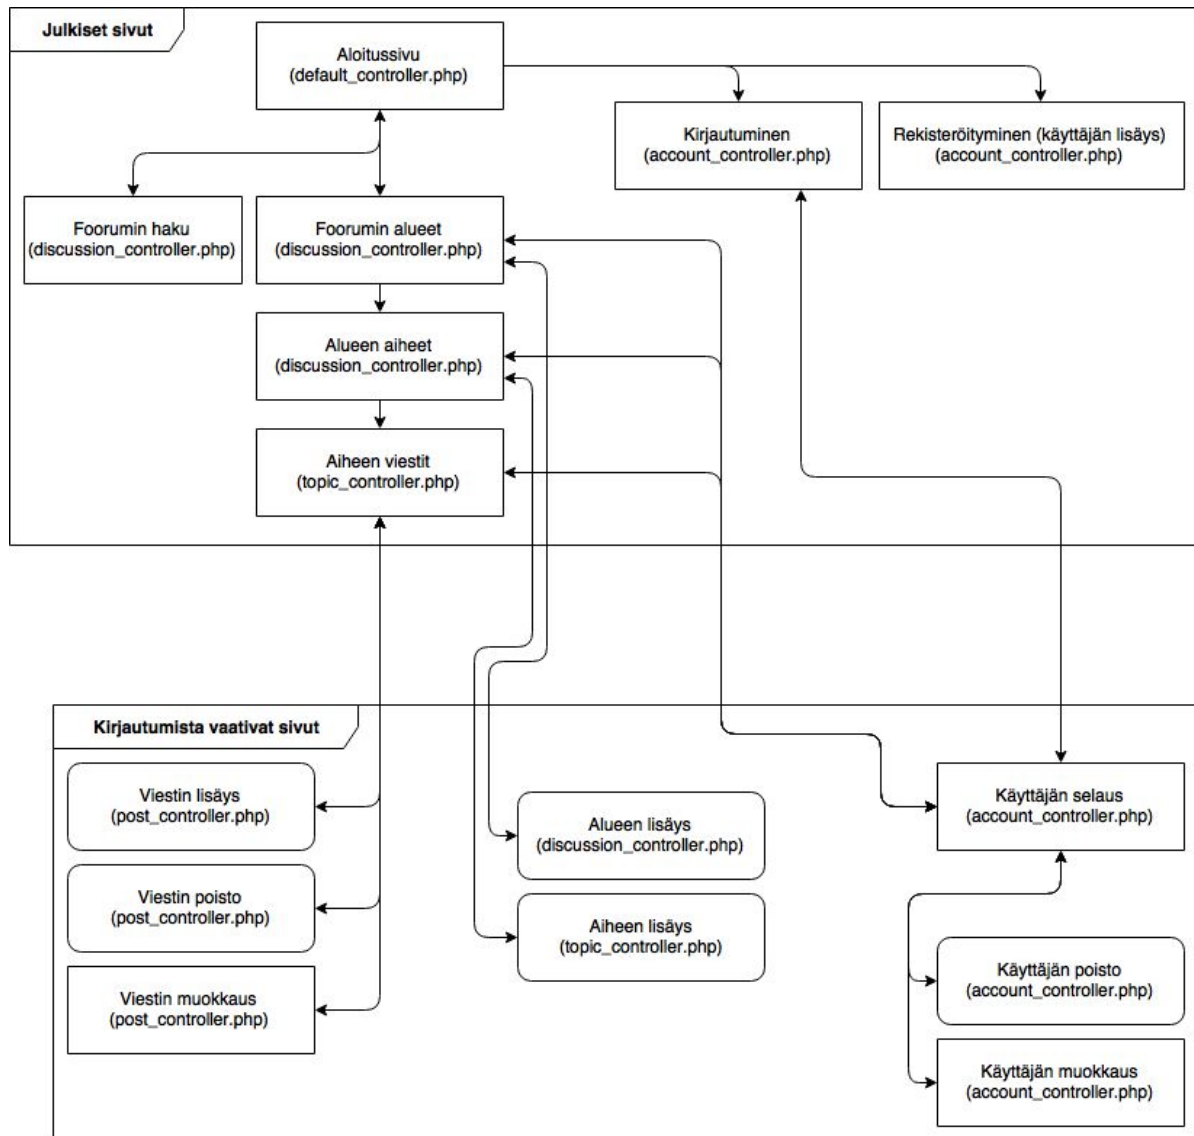 Julkiset sivut
Aloitussivu
(default_controller.php)
Kirjautuminen
(account_controller.php)
Rekisteröityminen (käyttäjän lisäys)
(account_controller.php)
Foorumin haku
(discussion_controller.php)
Foorumin alueet
(discussion_controller.php)
Alueen aiheet
(discussion_controller.php)
Aiheen viestit
(topic_controller.php)
Kirjautumista vaativat sivut
Viestin lisäys
(post_controller.php)
Viestin poisto
(post_controller.php)
Viestin muokkaus
(post_controller.php)
Alueen lisäys
(discussion_controller.php)
Aiheen lisäys
(topic_controller.php)
Käyttäjän selaus
(account_controller.php)
Käyttäjän poisto
(account_controller.php)
Käyttäjän muokkaus
(account_controller.php)